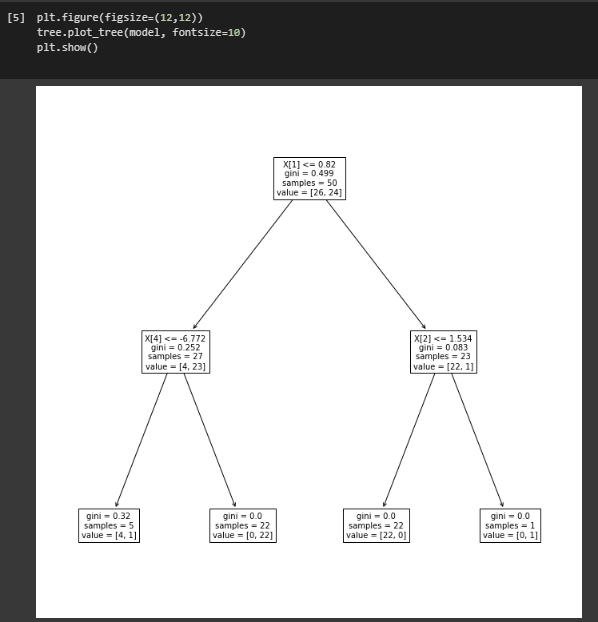 [5] plt.figure(figsize=(12,12))
tree.plot_tree(model, fontsize=10)
plt.show()
X[1] <= 0.82
gini = 0.499
samples = 50
value = [26, 24]
X[4] <= -6.772
gini = 0.252
samples = 27
value = [4, 23]
X[2] <= 1.534
gini = 0.083
samples = 23
value = [22, 1]
gini = 0.32
samples = 5
value = [4, 1]
gini = 0.0
samples = 22
value = [0, 22]
gini = 0.0
samples = 22
value = [22, 0]
gini = 0.0
samples = 1
value = [0, 1]